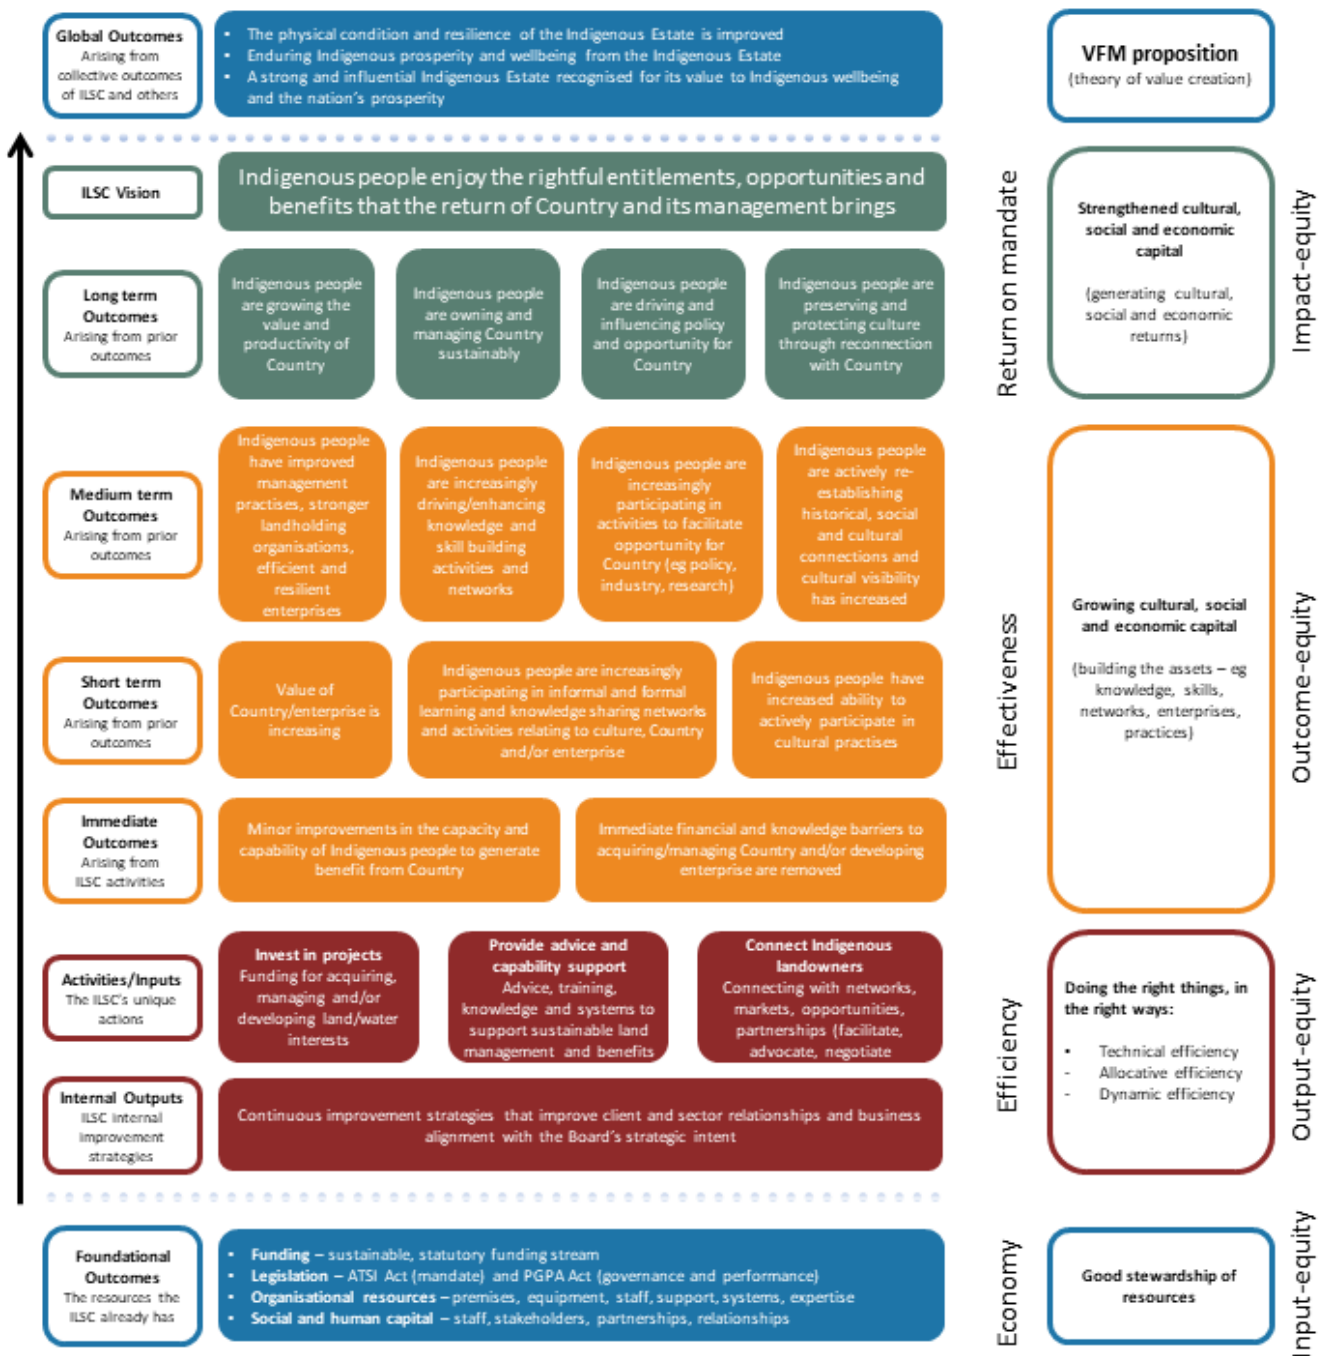 Global Outcomes
Arising from
collective outcomes
of ILSC and others
• The physical condition and resilience of the Indigenous Estate is improved
• Enduring Indigenous prosperity and wellbeing from the Indigenous Estate
• A strong and influential Indigenous Estate recognised for its value to Indigenous wellbeing
and the nation's prosperity
VFM proposition
(theory of value creation)
ILSC Vision
Indigenous people enjoy the rightful entitlements, opportunities and
benefits that the return of Country and its management brings
Long term
Outcomes
Arising from prior
outcomes
Indigenous people
are growing the
value and
productivity of
Country
Indigenous people
are owning and
managing Country
sustainably
Indigenous people
are driving and
influencing policy
and opportunity for
Country
Indigenous people are
preserving and
protecting culture
through reconnection
with Country
Return on mandate
Strengthened cultural,
social and economic
capital
(generating cultural,
social and economic
returns)
Impact-equity
Medium term
Outcomes
Arising from prior
outcomes
Indigenous people
have improved
management
practises, stronger
landholding
organisations,
efficient and
resilient
enterprises
Indigenous people
are increasingly
driving/enhancing
knowledge and
skill building
activities and
networks
Indigenous people are
increasingly
participating in
activities to facilitate
opportunity for
Country (eg policy,
industry, research)
Indigenous people
are actively re-
establishing
historical, social
and cultural
connections and
cultural visibility
has increased
Short term
Outcomes
Arising from prior
outcomes
Value of
Country/enterprise is
increasing
Indigenous people are increasingly
participating in informal and formal
learning and knowledge sharing networks
and activities relating to culture, Country
and/or enterprise
Indigenous people have
increased ability to
actively participate in
cultural practises
Immediate
Outcomes
Arising from
ILSC activities
Minor improvements in the capacity and
capability of Indigenous people to generate
benefit from Country
Immediate financial and knowledge barriers to
acquiring/managing Country and/or developing
enterprise are removed
Effectiveness
Growing cultural, social
and economic capital
(building the assets – eg
knowledge, skills,
networks, enterprises,
practices)
Outcome-equity
Activities/Inputs
The ILSC's unique
actions
Invest in projects
Funding for acquiring,
managing and/or
developing land/water
interests
Provide advice and
capability support
Advice, training,
knowledge and systems to
support sustainable land
management and benefits
Connect Indigenous
landowners
Connecting with networks,
markets, opportunities,
partnerships (facilitate,
advocate, negotiate
Internal Outputs
ILSC internal
improvement
strategies
Continuous improvement strategies that improve client and sector relationships and business
alignment with the Board's strategic intent
Efficiency
Doing the right things, in
the right ways:
• Technical efficiency
- Allocative efficiency
- Dynamic efficiency
Output-equity
Foundational
Outcomes
The resources the
ILSC already has
• Funding – sustainable, statutory funding stream
• Legislation – ATSI Act (mandate) and PGPA Act (governance and performance)
• Organisational resources – premises, equipment, staff, support, systems, expertise
• Social and human capital – staff, stakeholders, partnerships, relationships
Economy
Good stewardship of
resources
Input-equity